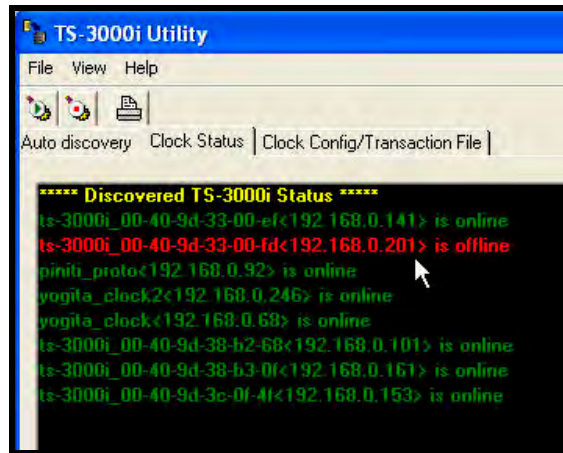 TS-3000i Utility
File View Help
Auto discovery Clock Status Clock Config/Transaction File
***** Discovered TS-3000i Status *****
ts-3000i_00-40-9d-33-00-ef<192.168.0.141> is online
ts-3000i_00-40-9d-33-00-fd<192.168.0.201> is offline
piniti_proto<192.168.0.92> is online
yogita_clock2<192.168.0.246> is online
yogita_clock<192.168.0.68> is online
ts-3000i_00-40-9d-38-b2-68<192.168.0.101> is online
ts-3000i_00-40-9d-38-b3-0f<192.168.0.161> is online
ts-3000i_00-40-9d-3c-0f-4f<192.168.0.153> is online